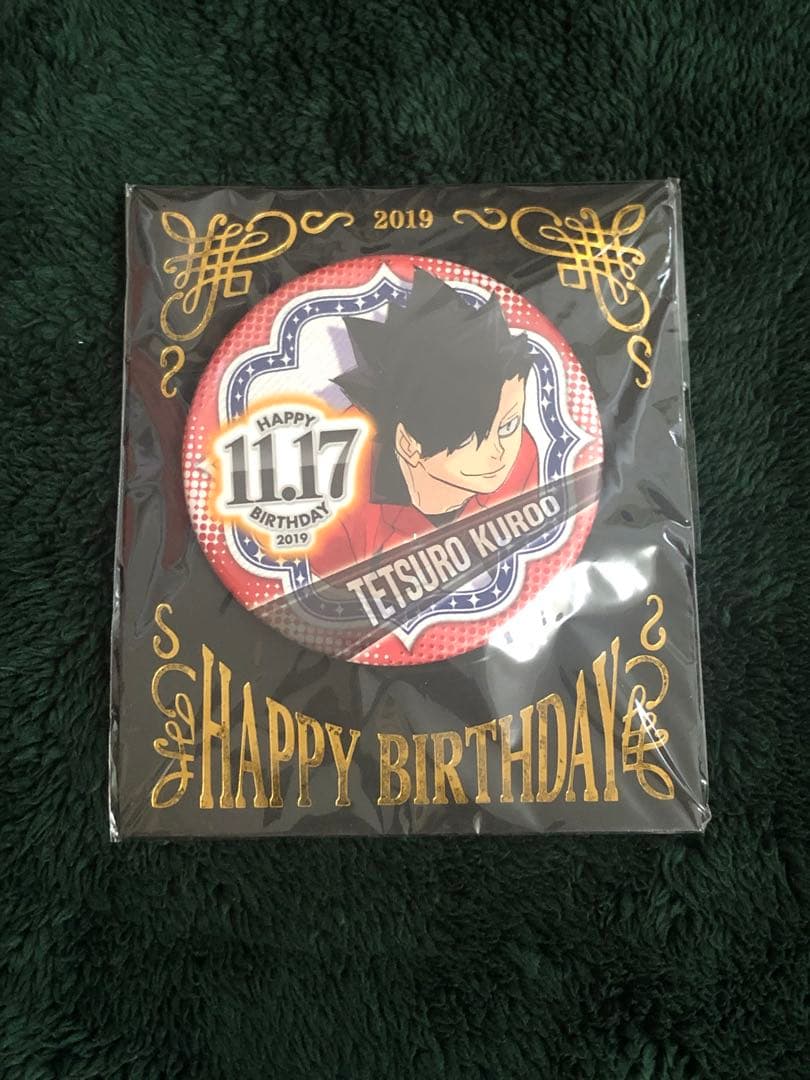 2019
HAPPY
11.17
BIRTHDAY
2019
TETSURO KUROO
HAPPY BIRTHDAY